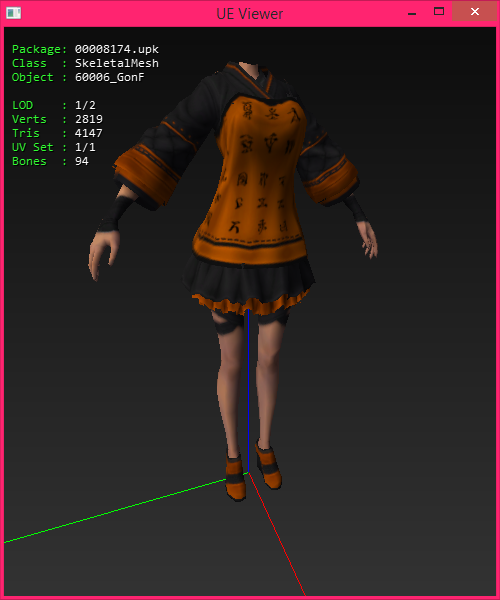 UE Viewer
Package: 00008174.upk
Class  : SkeletalMesh
Object : 60006_GonF
LOD    : 1/2
Verts  : 2819
Tris   : 4147
UV Set : 1/1
Bones  : 94